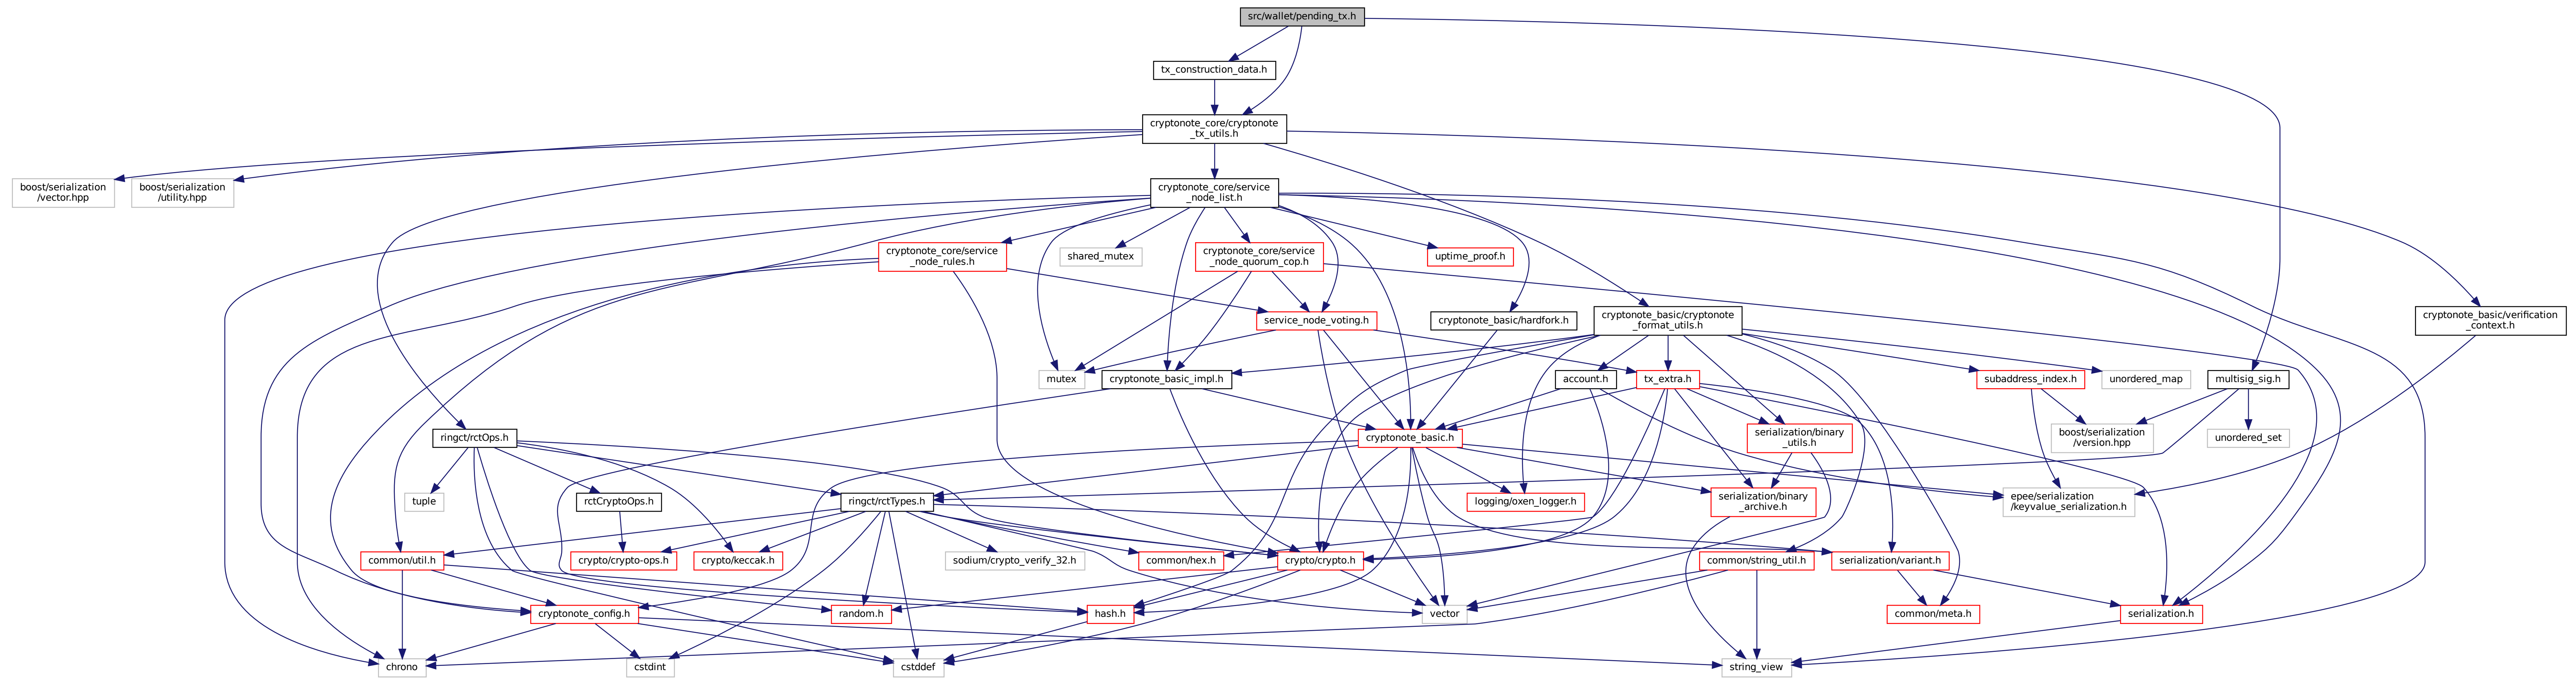 src/wallet/pending_tx.h
tx_construction_data.h
cryptonote_core/cryptonote
_tx_utils.h
boost/serialization
/vector.hpp
boost/serialization
/utility.hpp
cryptonote_core/service
_node_list.h
cryptonote_core/service
_node_rules.h
shared_mutex
cryptonote_core/service
_node_quorum_cop.h
uptime_proof.h
service_node_voting.h
cryptonote_basic/hardfork.h
cryptonote_basic/cryptonote
_format_utils.h
cryptonote_basic/verification
_context.h
mutex
cryptonote_basic_impl.h
account.h
tx_extra.h
subaddress_index.h
unordered_map
multisig_sig.h
ringct/rctOps.h
cryptonote_basic.h
serialization/binary
_utils.h
boost/serialization
/version.hpp
unordered_set
tuple
rctCryptoOps.h
ringct/rctTypes.h
logging/oxen_logger.h
serialization/binary
_archive.h
epee/serialization
/keyvalue_serialization.h
common/util.h
crypto/crypto-ops.h
crypto/keccak.h
sodium/crypto_verify_32.h
common/hex.h
crypto/crypto.h
common/string_util.h
serialization/variant.h
cryptonote_config.h
random.h
hash.h
vector
common/meta.h
serialization.h
chrono
cstdint
cstddef
string_view